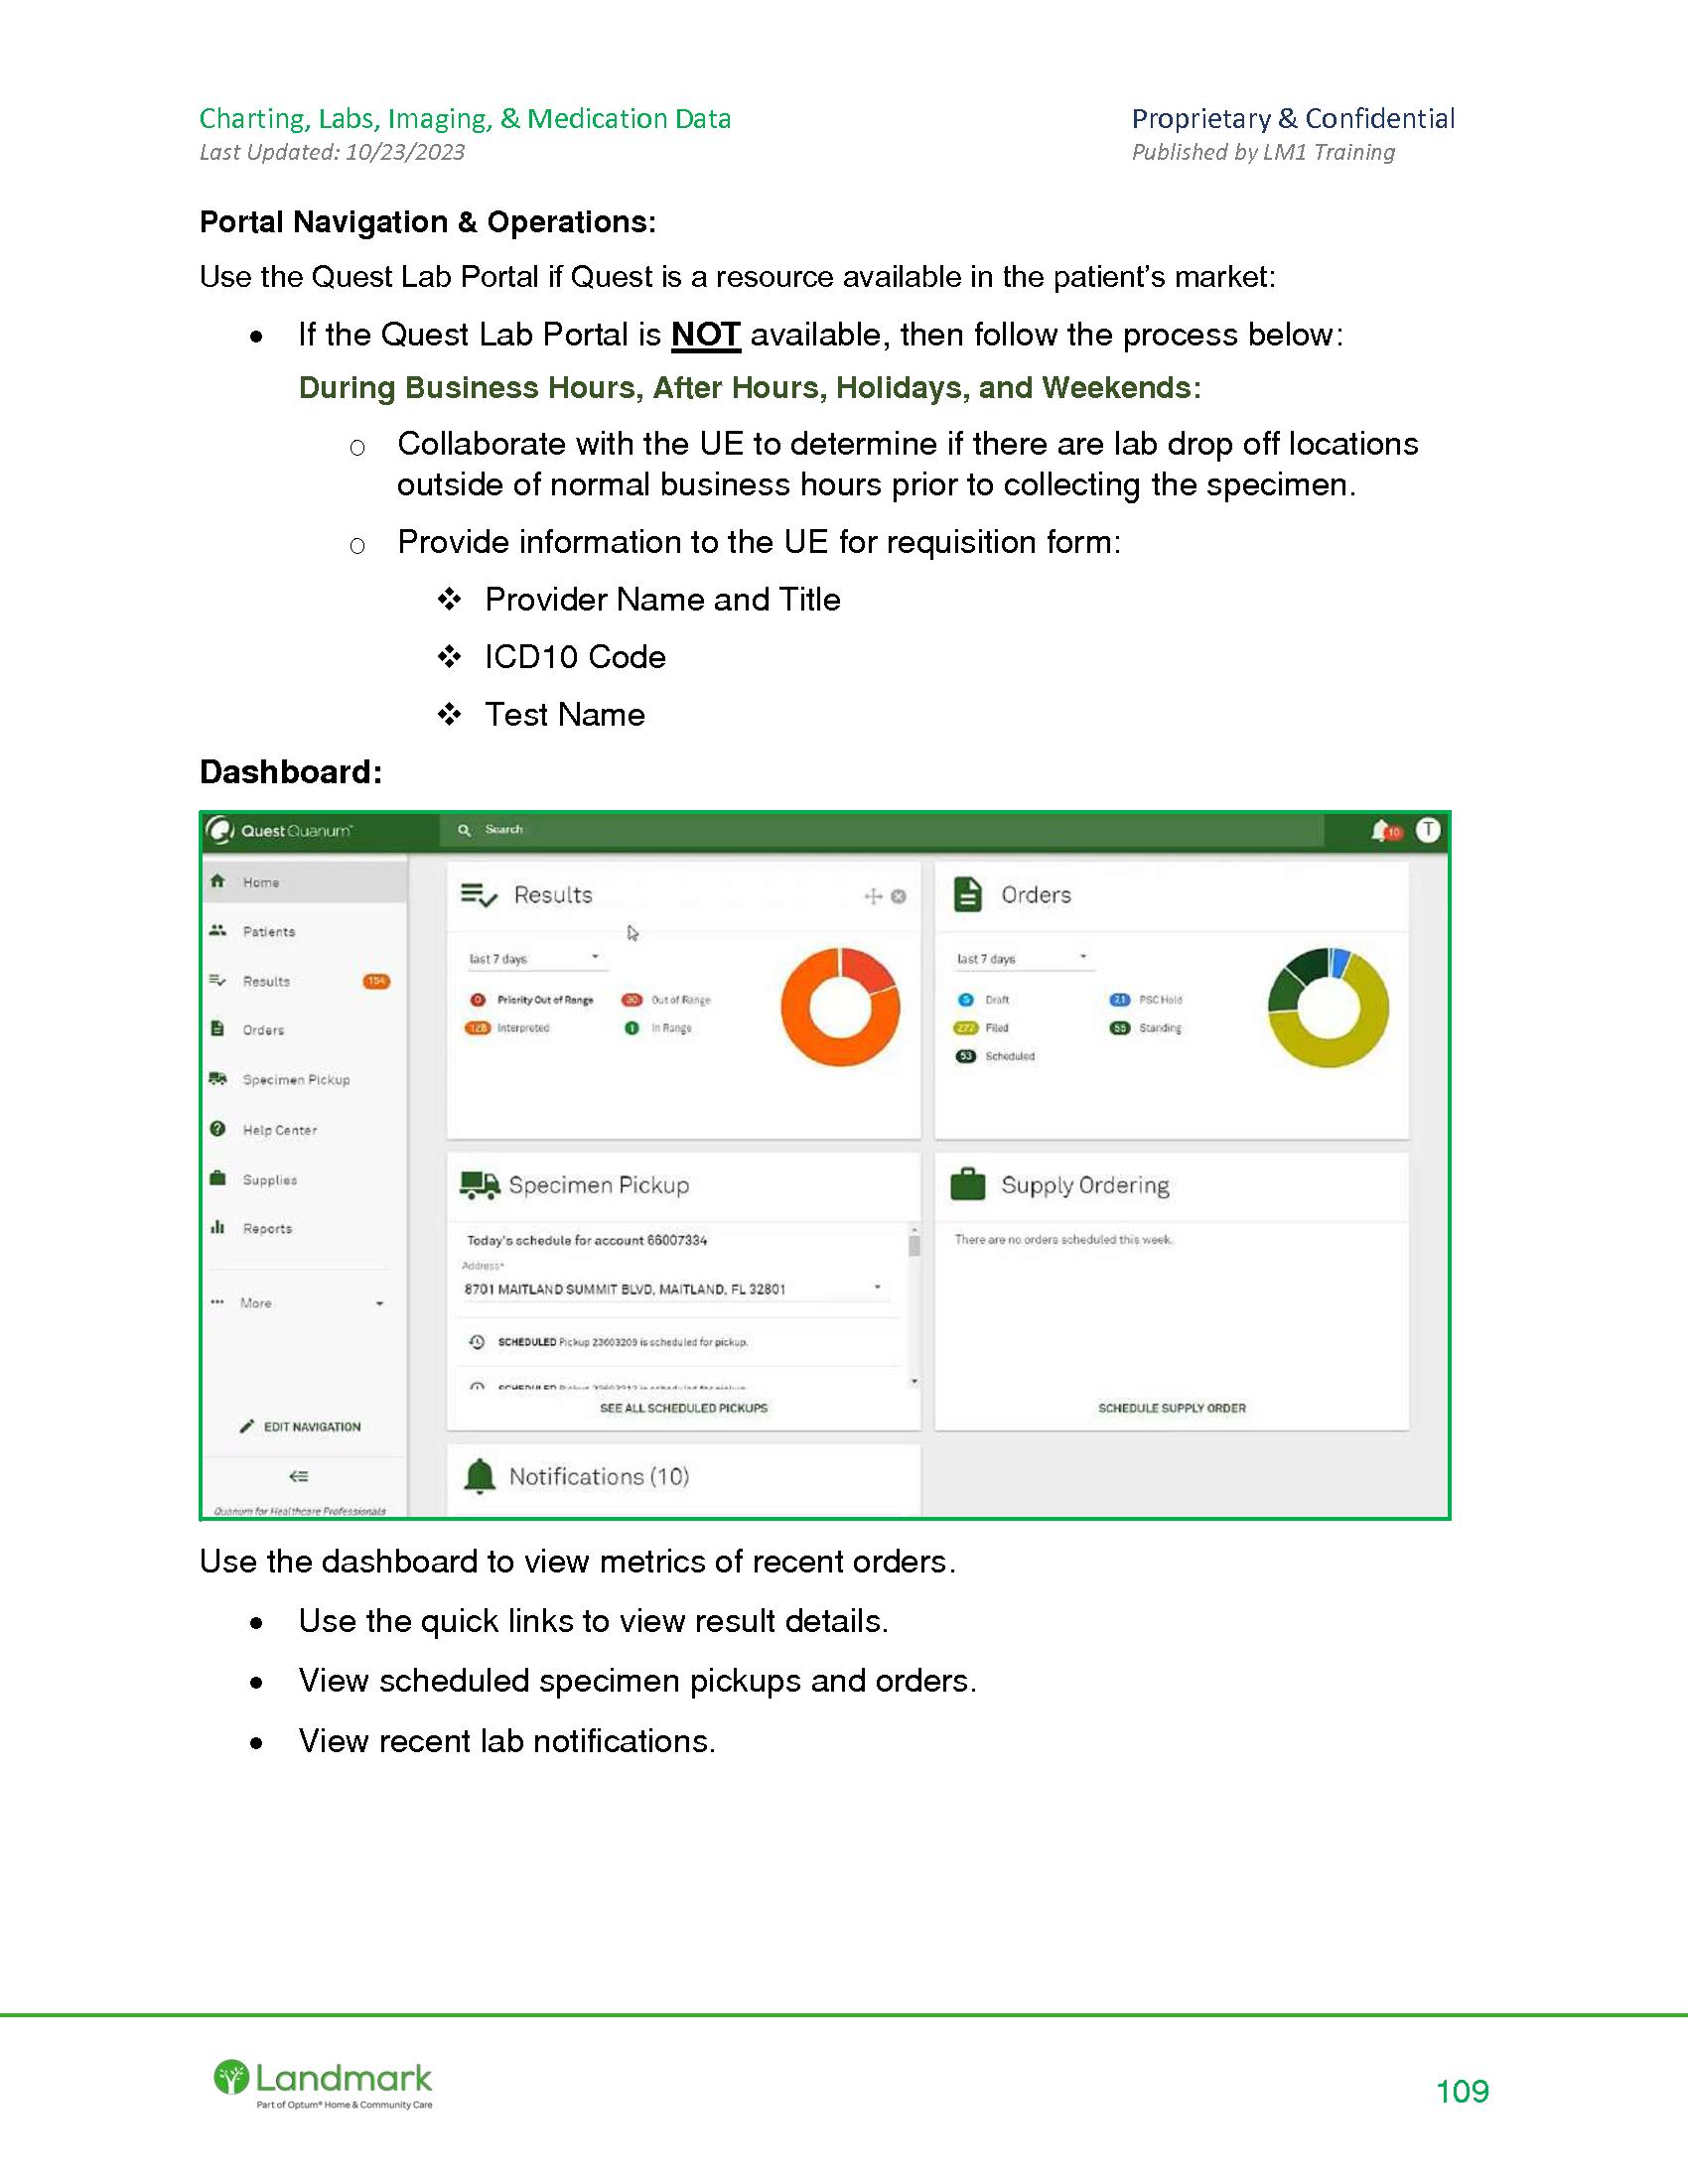 Charting, Labs, Imaging, & Medication Data
Proprietary & Confidential
Last Updated: 10/23/2023
Published by LM1 Training
Portal Navigation & Operations:
Use the Quest Lab Portal if Quest is a resource available in the patient's market:
• If the Quest Lab Portal is NOT available, then follow the process below:
During Business Hours, After Hours, Holidays, and Weekends:
o Collaborate with the UE to determine if there are lab drop off locations
outside of normal business hours prior to collecting the specimen.
o Provide information to the UE for requisition form:
❖ Provider Name and Title
❖ ICD10 Code
❖ Test Name
Dashboard:
Quest Quanum™
Search
10
T
Home
Patients
Results 154
Orders
Specimen Pickup
Help Center
Supplies
Reports
More
EDIT NAVIGATION
Quanum for Healthcare Professionals
Results
last 7 days
0 Priority Out of Range
30 Out of Range
128 Interpreted
1 In Range
Orders
last 7 days
5 Draft
21 PSC Hold
277 Filed
55 Standing
53 Scheduled
Specimen Pickup
Today's schedule for account 66007334
Address*
8701 MAITLAND SUMMIT BLVD, MAITLAND, FL 32801
SCHEDULED Pickup 23603209 is scheduled for pickup.
SEE ALL SCHEDULED PICKUPS
Supply Ordering
There are no orders scheduled this week.
SCHEDULE SUPPLY ORDER
Notifications (10)
Use the dashboard to view metrics of recent orders.
• Use the quick links to view result details.
• View scheduled specimen pickups and orders.
• View recent lab notifications.
Landmark
Part of Optum® Home & Community Care
109